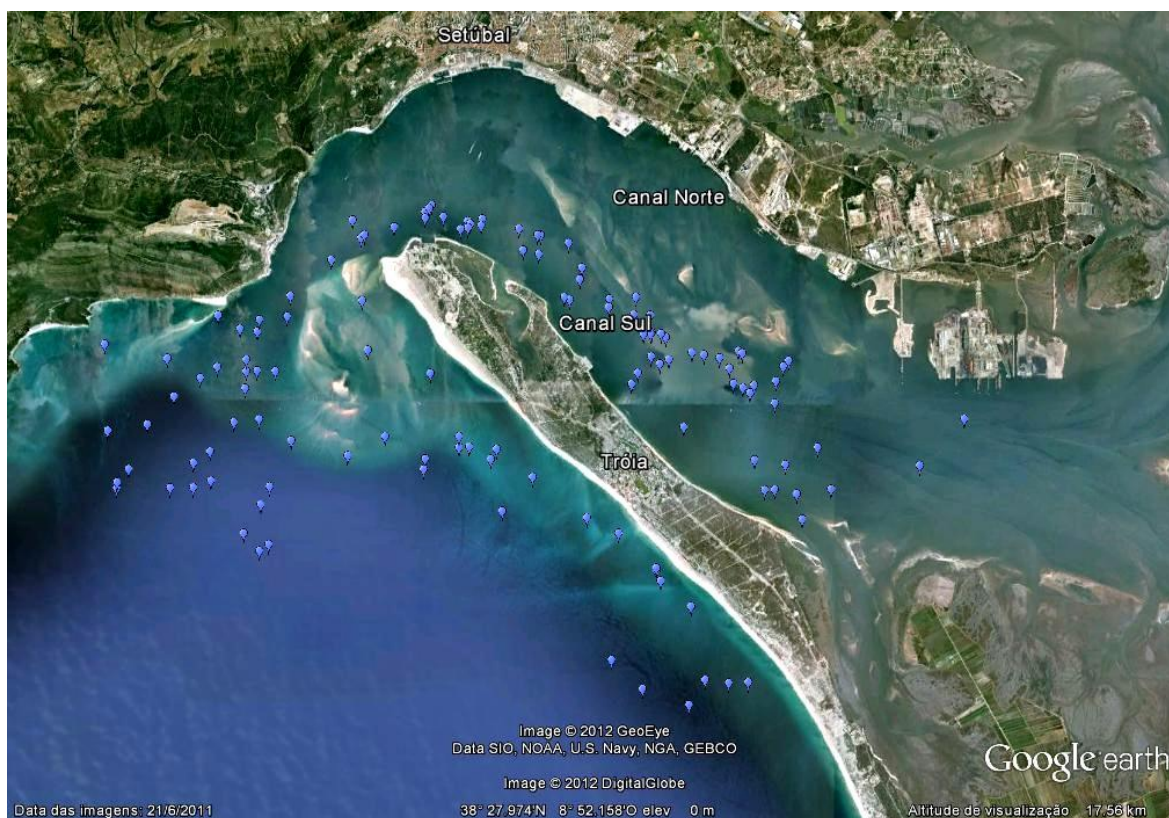 Setúbal
Canal Norte
Canal Sul
Tróia
Image © 2012 GeoEye
Data SIO, NOAA, U.S. Navy, NGA, GEBCO
Image © 2012 DigitalGlobe
Google earth
Data das imagens: 21/6/2011 38° 27.974'N 8° 52.158'O elev 0 m Altitude de visualização 17.56 km